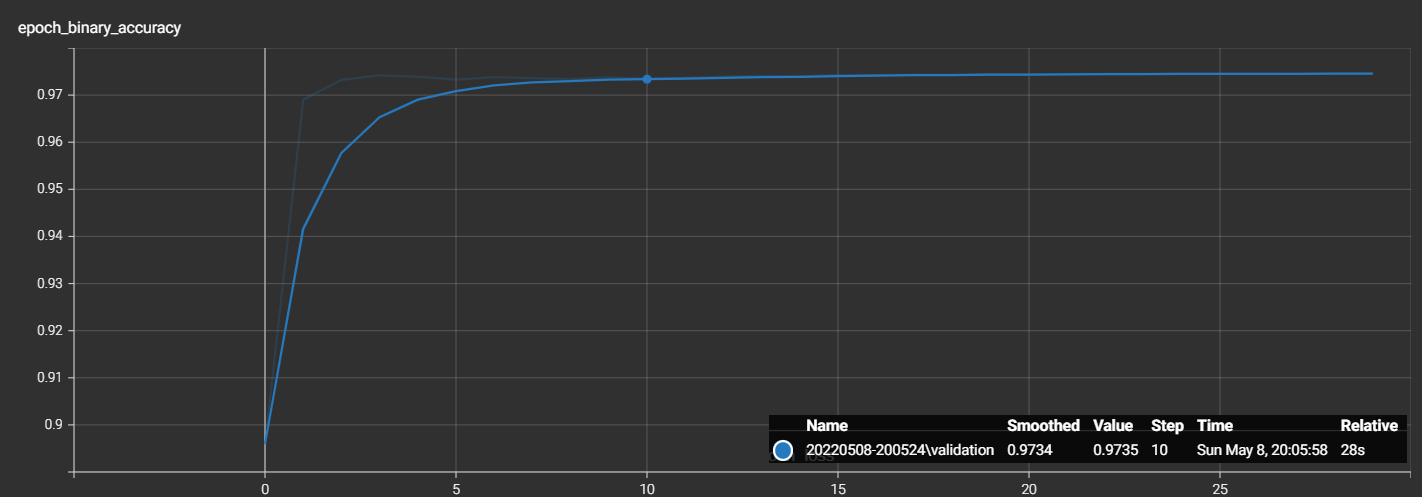 epoch_binary_accuracy
0.97
0.96
0.95
0.94
0.93
0.92
0.91
0.9
Name Smoothed Value Step Time Relative
20220508-200524\validation 0.9734 0.9735 10 Sun May 8, 20:05:58 28s
0 5 10 15 20 25